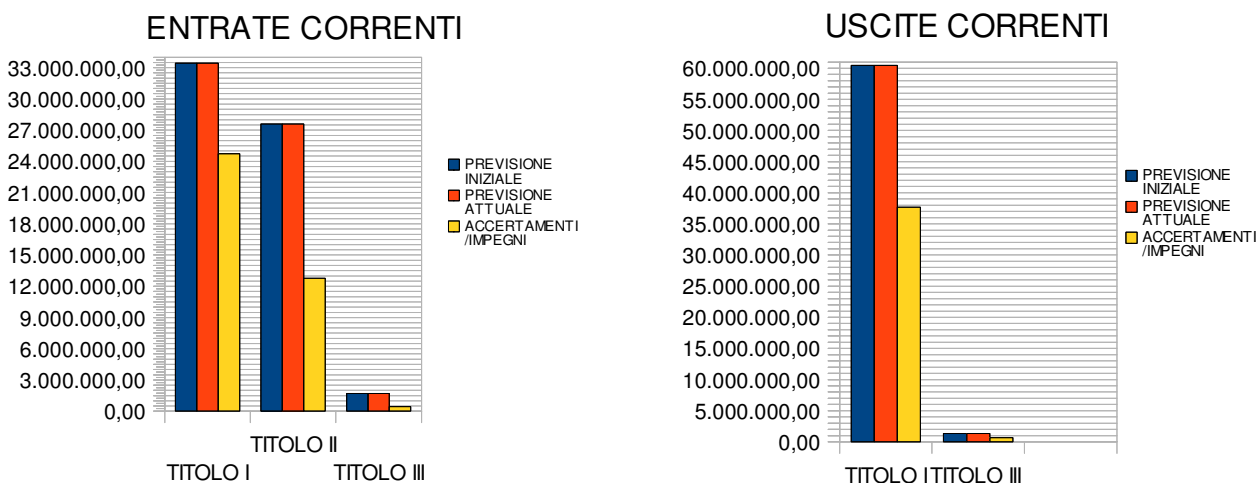 ENTRATE CORRENTI
33.000.000,00
30.000.000,00
27.000.000,00
24.000.000,00
21.000.000,00
18.000.000,00
15.000.000,00
12.000.000,00
9.000.000,00
6.000.000,00
3.000.000,00
0,00
TITOLO I
TITOLO II
TITOLO III
PREVISIONE
INIZIALE
PREVISIONE
ATTUALE
ACCERTAMENTI
/IMPEGNI
USCITE CORRENTI
60.000.000,00
55.000.000,00
50.000.000,00
45.000.000,00
40.000.000,00
35.000.000,00
30.000.000,00
25.000.000,00
20.000.000,00
15.000.000,00
10.000.000,00
5.000.000,00
0,00
TITOLO I
TITOLO III
PREVISIONE
INIZIALE
PREVISIONE
ATTUALE
ACCERTAMENTI
/IMPEGNI